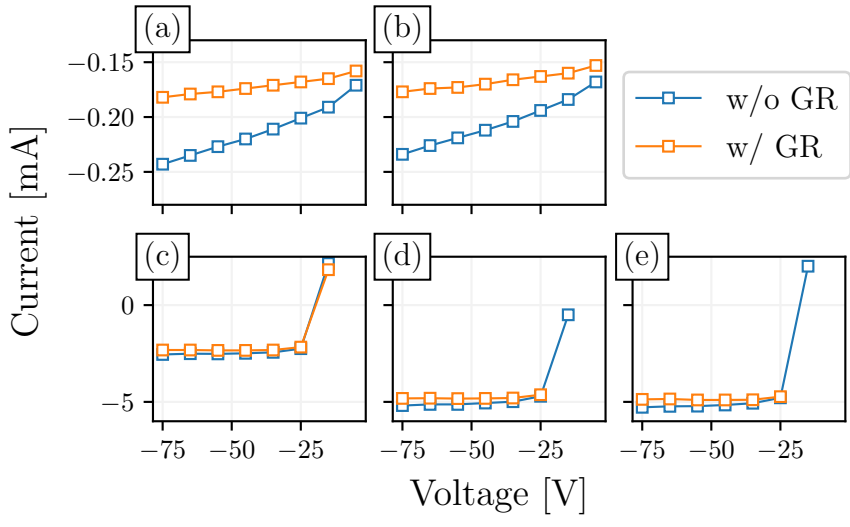 (a)
(b)
−0.15
−0.20
−0.25
w/o GR
w/ GR
Current [mA]
(c)
(d)
(e)
0
−5
−75
−50
−25
−75
−50
−25
−75
−50
−25
Voltage [V]